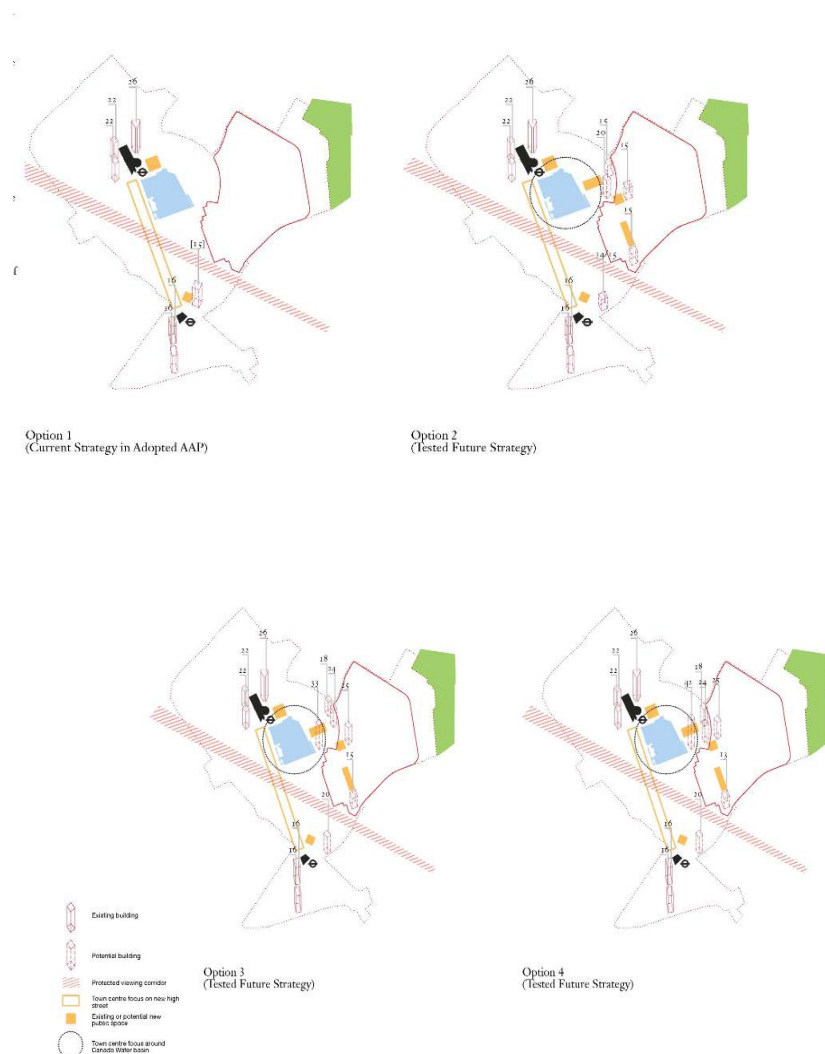 26
22
22
[15]
16
16
Option 1
(Current Strategy in Adopted AAP)
26
22
22
15
20
15
15
14/15
16
16
Option 2
(Tested Future Strategy)
26
22
22
18
24
33
25
15
20
16
16
Option 3
(Tested Future Strategy)
26
22
22
18
24
42
25
13
20
16
16
Option 4
(Tested Future Strategy)
Existing building
Potential building
Protected viewing corridor
Town centre focus on new high
street
Existing or potential new
public space
Town centre focus around
Canada Water basin